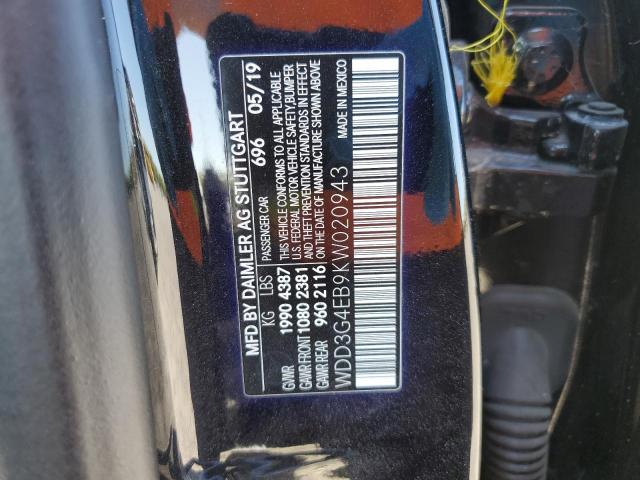 MFD BY DAIMLER AG STUTTGART
PASSENGER CAR 696 05/19
KG LBS
GVWR 1990 4387
GAWR FRONT 1080 2381
GAWR REAR 960 2116
THIS VEHICLE CONFORMS TO ALL APPLICABLE
U.S. FEDERAL MOTOR VEHICLE SAFETY,BUMPER
AND THEFT PREVENTION STANDARDS IN EFFECT
ON THE DATE OF MANUFACTURE SHOWN ABOVE
MADE IN MEXICO
WDD3G4EB9KW020943